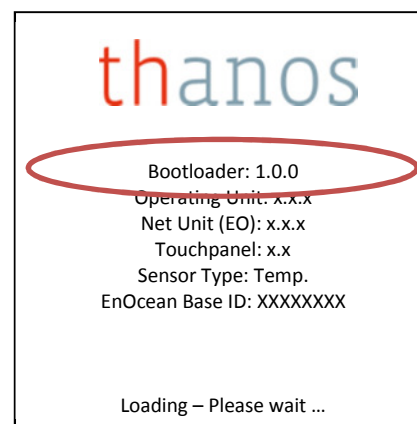 thanos
Bootloader: 1.0.0
Operating Unit: x.x.x
Net Unit (EO): x.x.x
Touchpanel: x.x
Sensor Type: Temp.
EnOcean Base ID: XXXXXXXX
Loading – Please wait ...